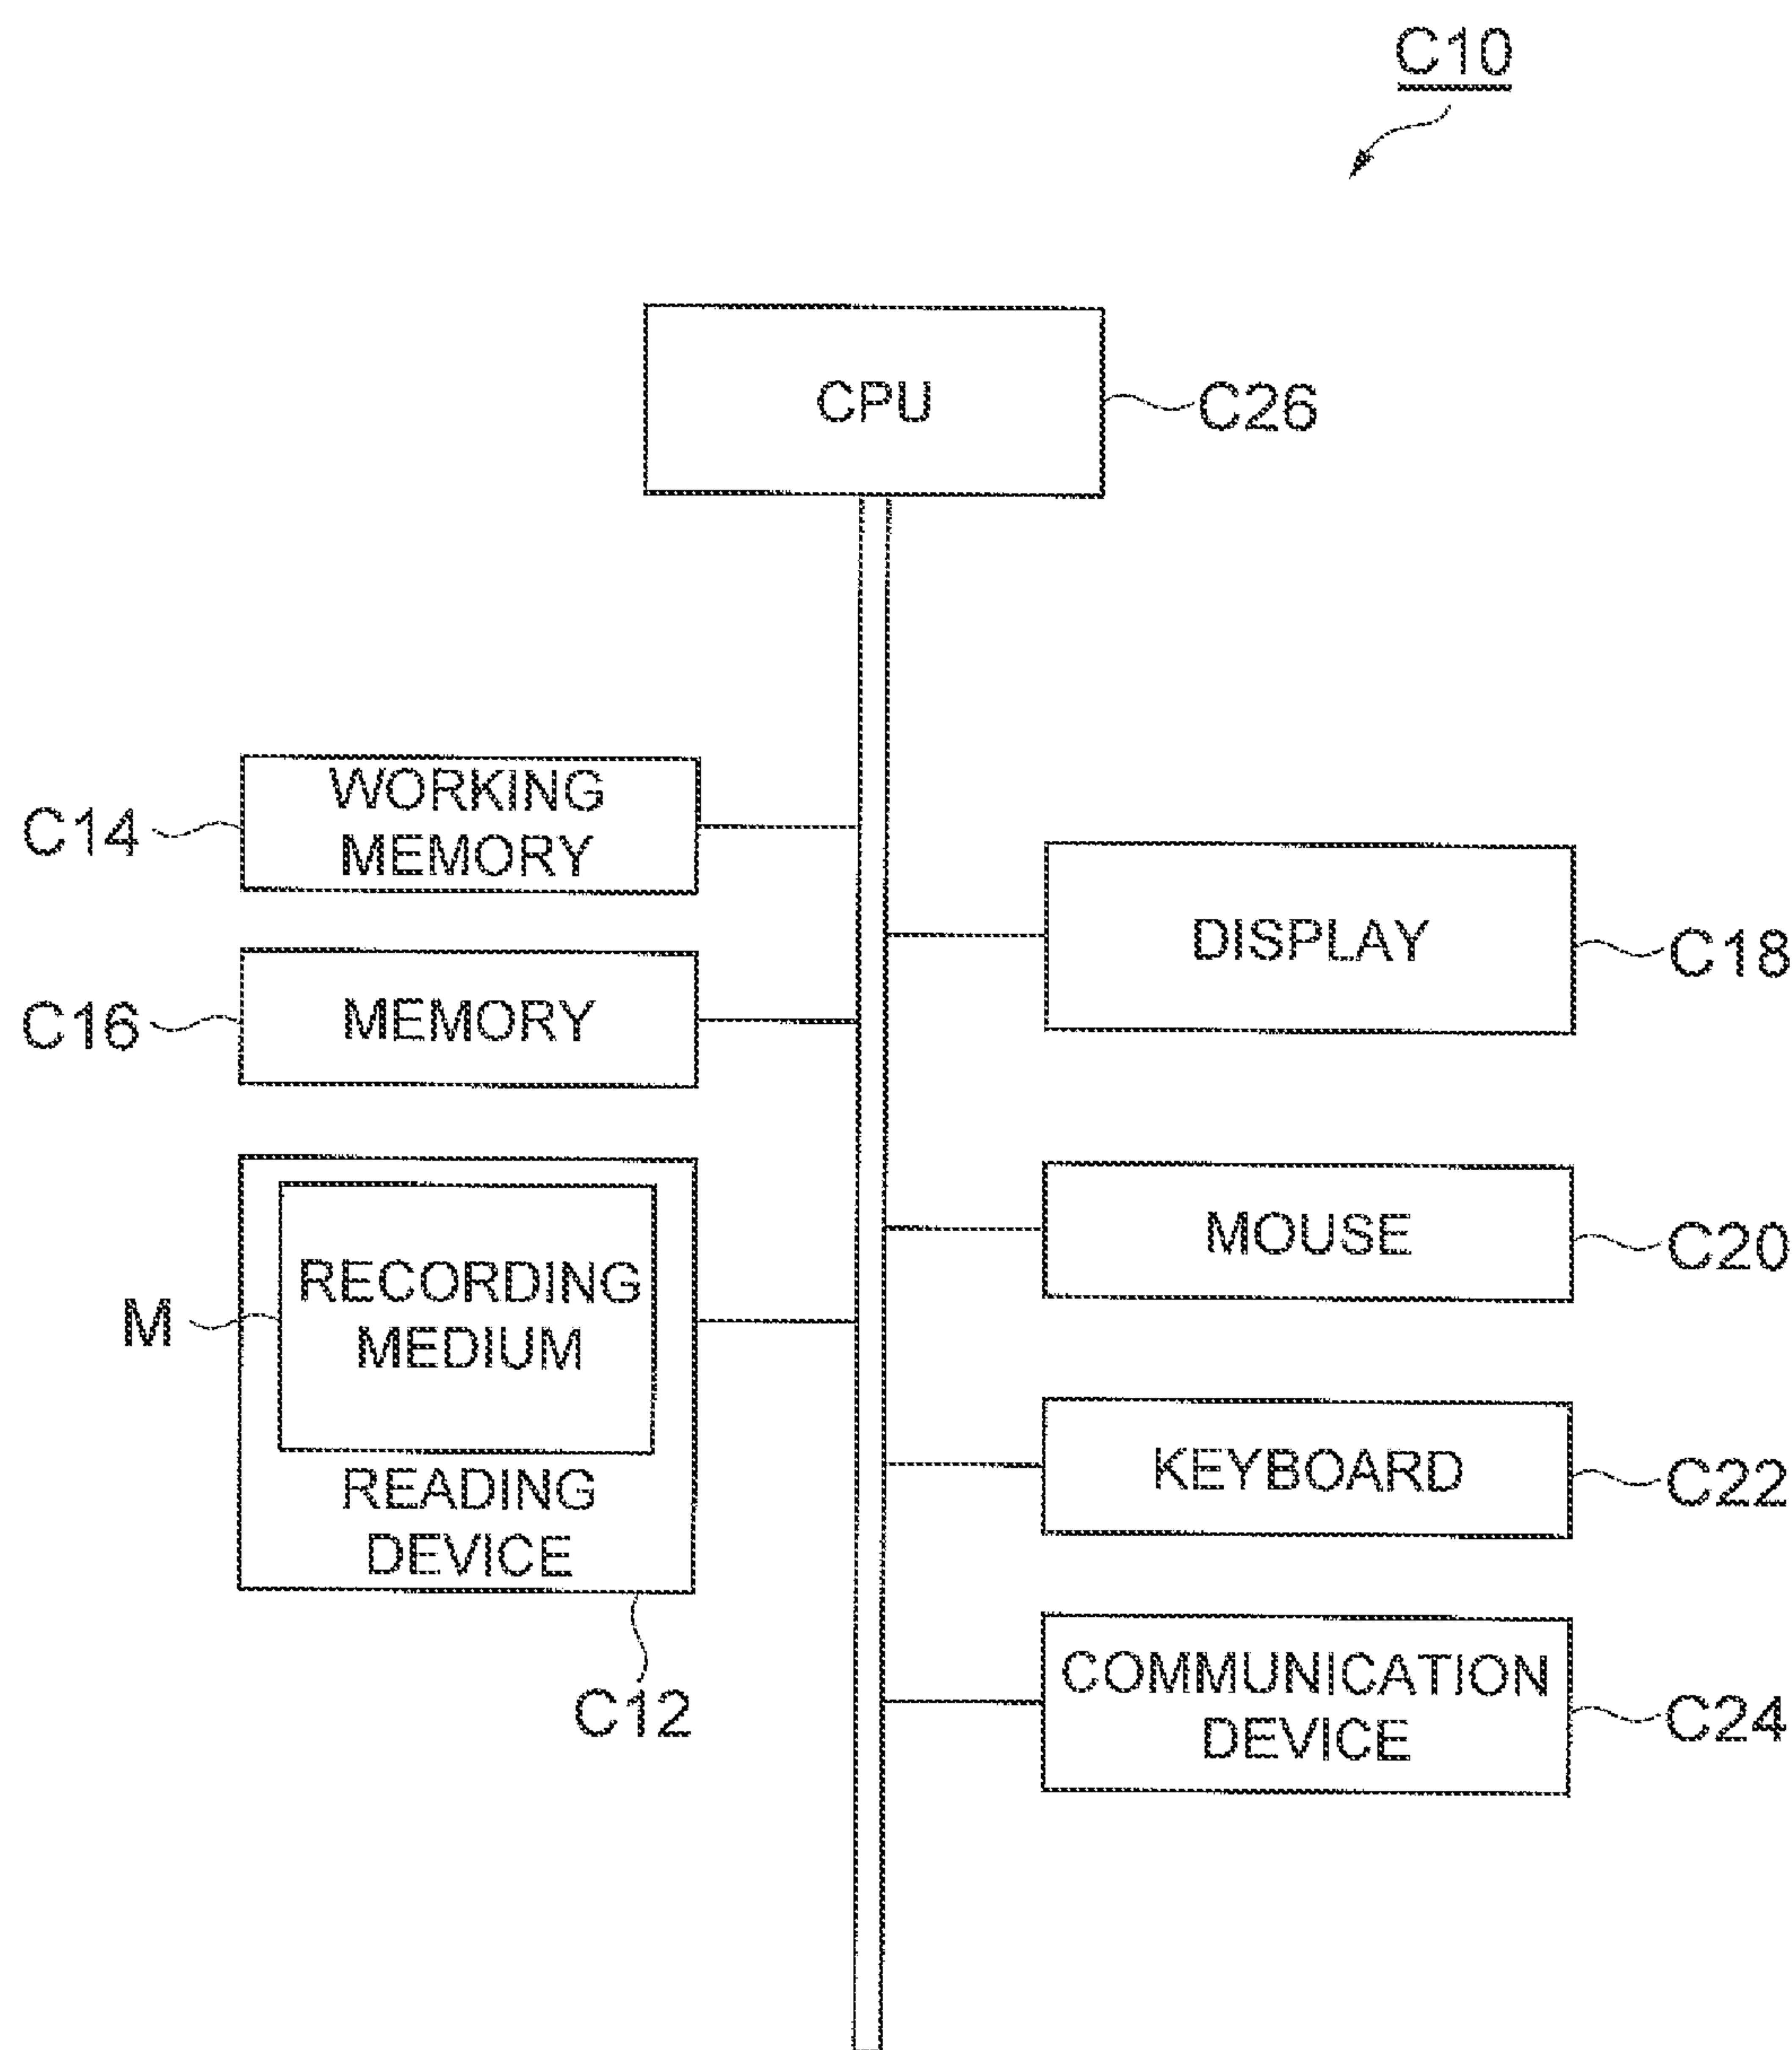 C10
CPU
C26
WORKING
MEMORY
C14
DISPLAY
C18
MEMORY
C16
MOUSE
C20
RECORDING
MEDIUM
M
READING
DEVICE
C12
KEYBOARD
C22
COMMUNICATION
DEVICE
C24